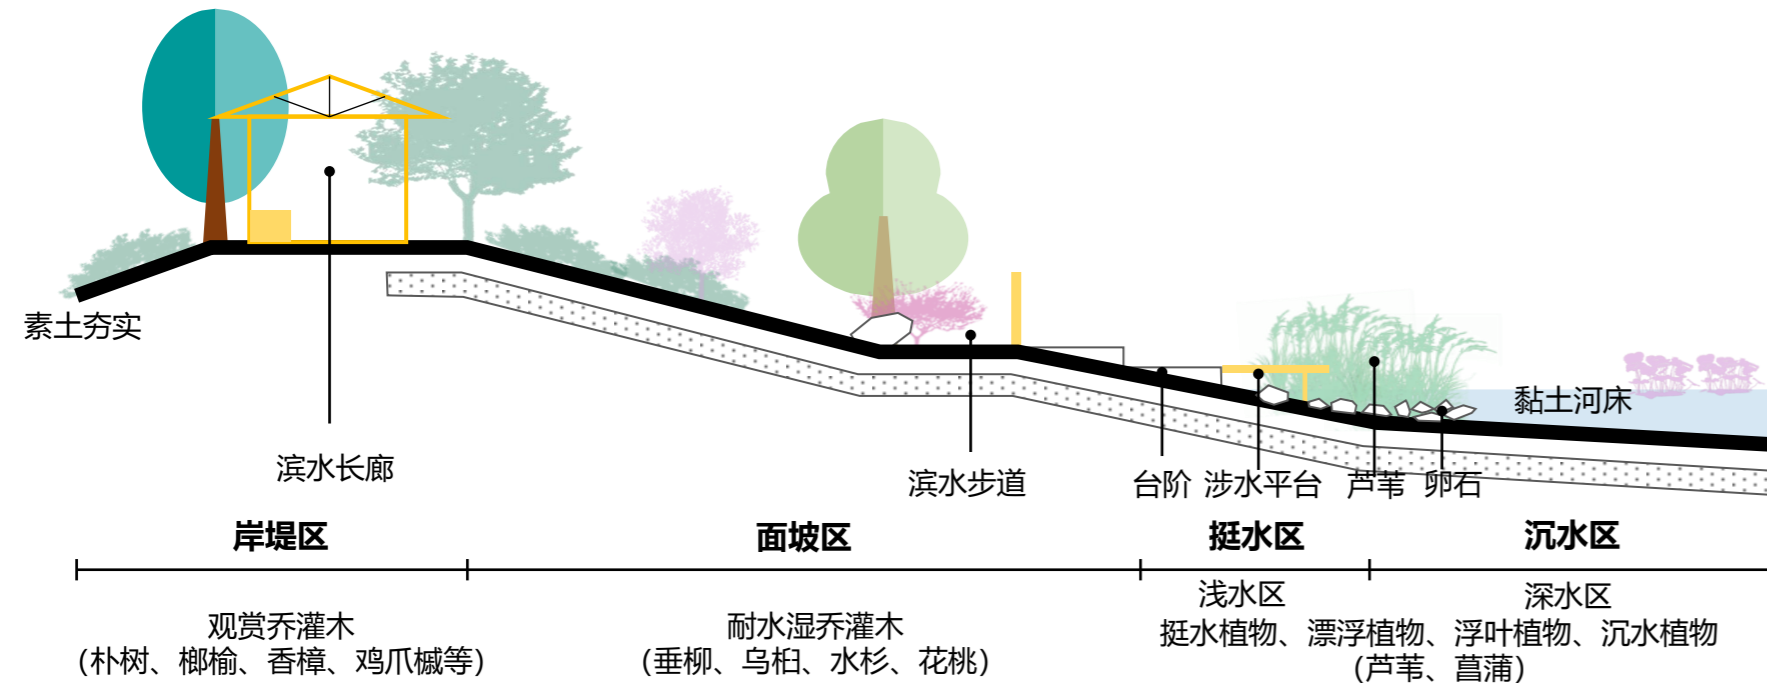 素土夯实
黏土河床
滨水长廊
滨水步道
台阶
涉水平台
芦苇
卵石
岸堤区
面坡区
挺水区
沉水区
浅水区
深水区
观赏乔灌木
（朴树、榔榆、香樟、鸡爪槭等）
耐水湿乔灌木
（垂柳、乌桕、水杉、花桃）
挺水植物、漂浮植物、浮叶植物、沉水植物
（芦苇、菖蒲）